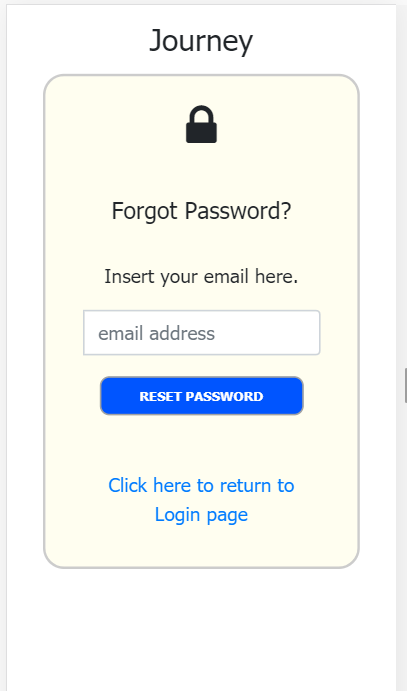 Journey
Forgot Password?
Insert your email here.
email address
RESET PASSWORD
Click here to return to
Login page